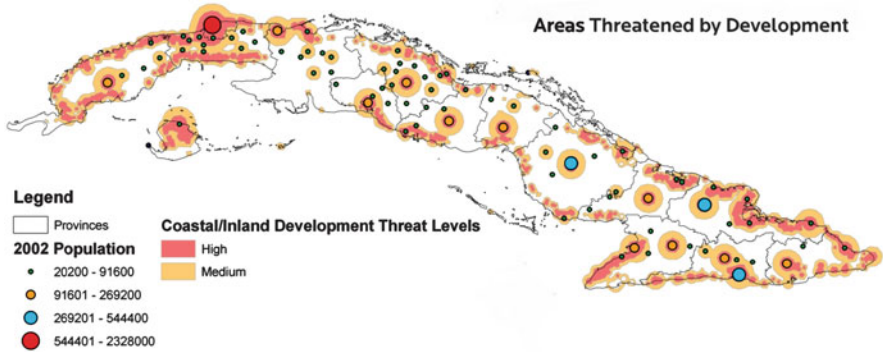 Areas Threatened by Development
Legend
Provinces
2002 Population
20200 - 91600
91601 - 269200
269201 - 544400
544401 - 2328000
Coastal/Inland Development Threat Levels
High
Medium